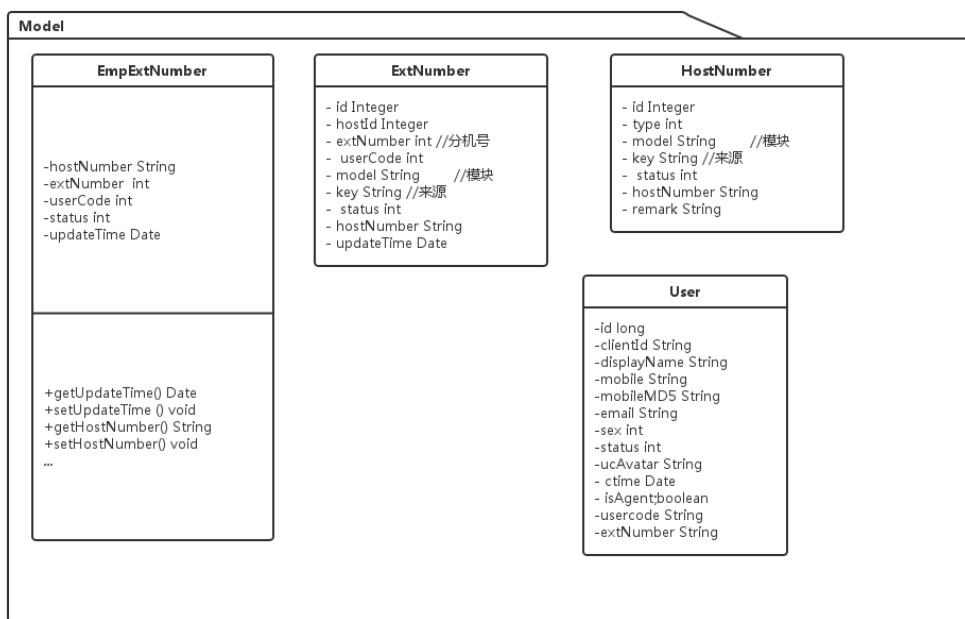 Model
EmpExtNumber
-hostNumber String
-extNumber  int
-userCode int
-status int
-updateTime Date
+getUpdateTime() Date
+setUpdateTime () void
+getHostNumber() String
+setHostNumber() void
...
ExtNumber
- id Integer
- hostId Integer
- extNumber int //分机号
-  userCode int
- model String        //模块
- key String //来源
-  status int
- hostNumber String
- updateTime Date
HostNumber
- id Integer
- type int
- model String        //模块
- key String //来源
-  status int
- hostNumber String
- remark String
User
-id long
-clientId String
-displayName String
-mobile String
-mobileMD5 String
-email String
-sex int
-status int
-ucAvatar String
- ctime Date
- isAgent;boolean
-usercode String
-extNumber String